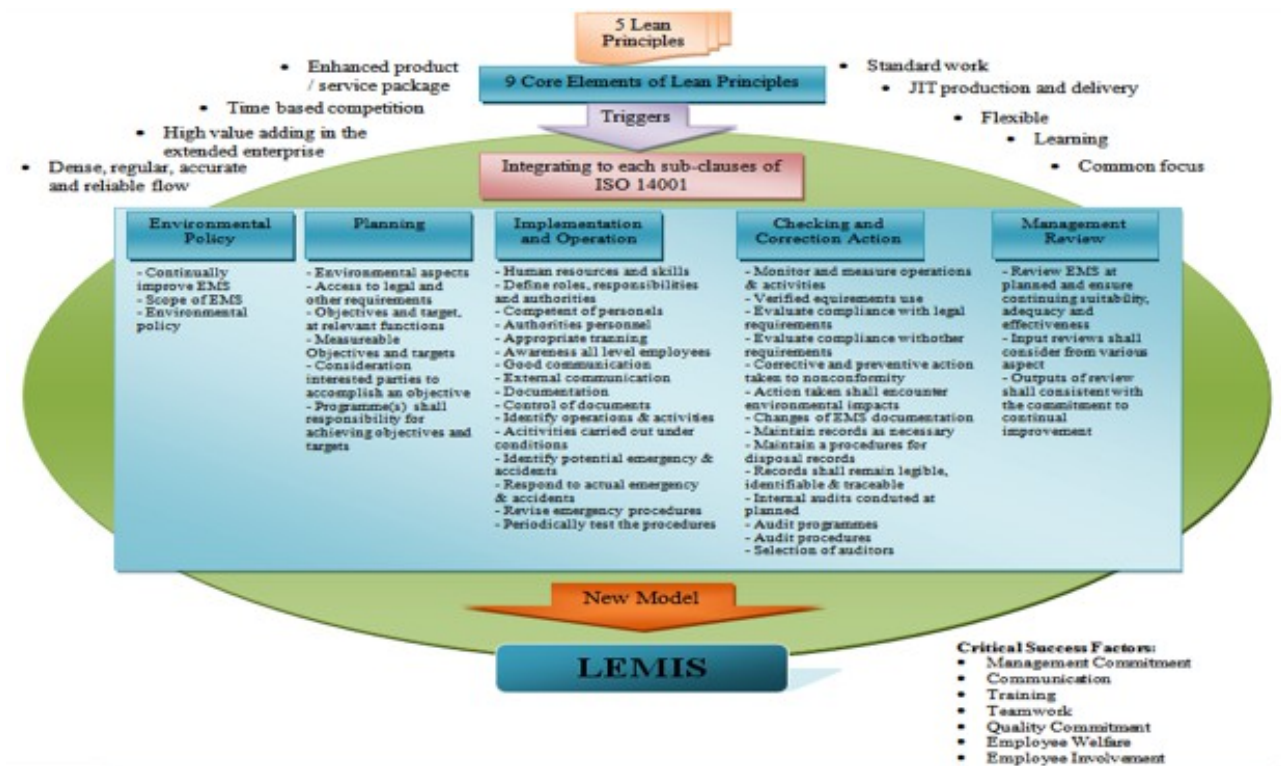 5 Lean
Principles
9 Core Elements of Lean Principles
Triggers
• Enhanced product
/ service package
• Time based competition
• High value adding in the
extended enterprise
• Dense, regular, accurate
and reliable flow
• Standard work
• JIT production and delivery
• Flexible
• Learning
• Common focus
Integrating to each sub-clauses of
ISO 14001
Environmental
Policy
- Continually
improve EMS
- Scope of EMS
- Environmental
policy
Planning
- Environmental aspects
- Access to legal and
other requirements
- Objectives and target,
at relevant functions
- Measureable
Objectives and targets
- Consideration
interested parties to
accomplish an objective
- Programme(s) shall
responsibility for
achieving objectives and
targets
Implementation
and Operation
- Human resources and skills
- Define roles, responsibilities
and authorities
- Competent of personels
- Authorities personnel
- Appropriate tranning
- Awareness all level employees
- Good communication
- External communication
- Documentation
- Control of documents
- Identify operations & activities
- Acitivities carried out under
conditions
- Identify potential emergency &
accidents
- Respond to actual emergency
& accidents
- Revise emergency procedures
- Periodically test the procedures
Checking and
Correction Action
- Monitor and measure operations
& activities
- Verified equirements use
- Evaluate compliance with legal
requirements
- Evaluate compliance withother
requirements
- Corrective and preventive action
taken to nonconformity
- Action taken shall encounter
environmental impacts
- Changes of EMS documentation
- Maintain records as necessary
- Maintain a procedures for
disposal records
- Records shall remain legible,
identifiable & traceable
- Internal audits conduted at
planned
- Audit programmes
- Audit procedures
- Selection of auditors
Management
Review
- Review EMS at
planned and ensure
continuing suitability,
adequacy and
effectiveness
- Input reviews shall
consider from various
aspect
- Outputs of review
shall consistent with
the commitment to
continual
improvement
New Model
LEMIS
Critical Success Factors:
• Management Commitment
• Communication
• Training
• Teamwork
• Quality Commitment
• Employee Welfare
• Employee Involvement